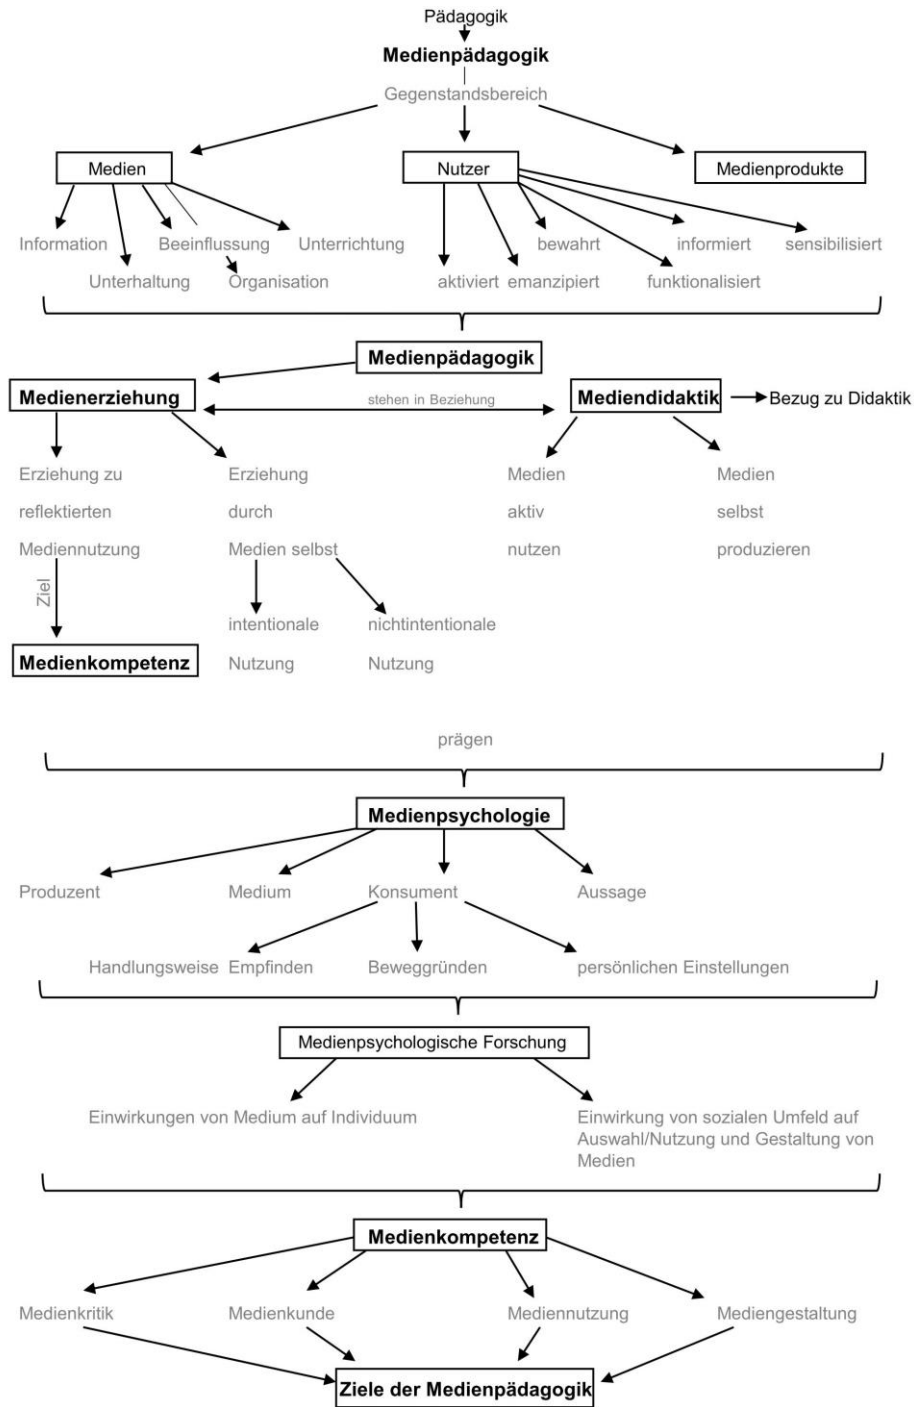 Pädagogik
Medienpädagogik
Gegenstandsbereich
Medien
Nutzer
Medienprodukte
Information
Beeinflussung
Unterrichtung
bewahrt
informiert
sensibilisiert
Unterhaltung
Organisation
aktiviert
emanzipiert
funktionalisiert
Medienpädagogik
Medienerziehung
stehen in Beziehung
Mediendidaktik
Bezug zu Didaktik
Erziehung zu
reflektierten
Mediennutzung
Erziehung
durch
Medien selbst
Medien
aktiv
nutzen
Medien
selbst
produzieren
Ziel
Medienkompetenz
intentionale
Nutzung
nichtintentionale
Nutzung
prägen
Medienpsychologie
Produzent
Medium
Konsument
Aussage
Handlungsweise
Empfinden
Beweggründen
persönlichen Einstellungen
Medienpsychologische Forschung
Einwirkungen von Medium auf Individuum
Einwirkung von sozialen Umfeld auf
Auswahl/Nutzung und Gestaltung von
Medien
Medienkompetenz
Medienkritik
Medienkunde
Mediennutzung
Mediengestaltung
Ziele der Medienpädagogik